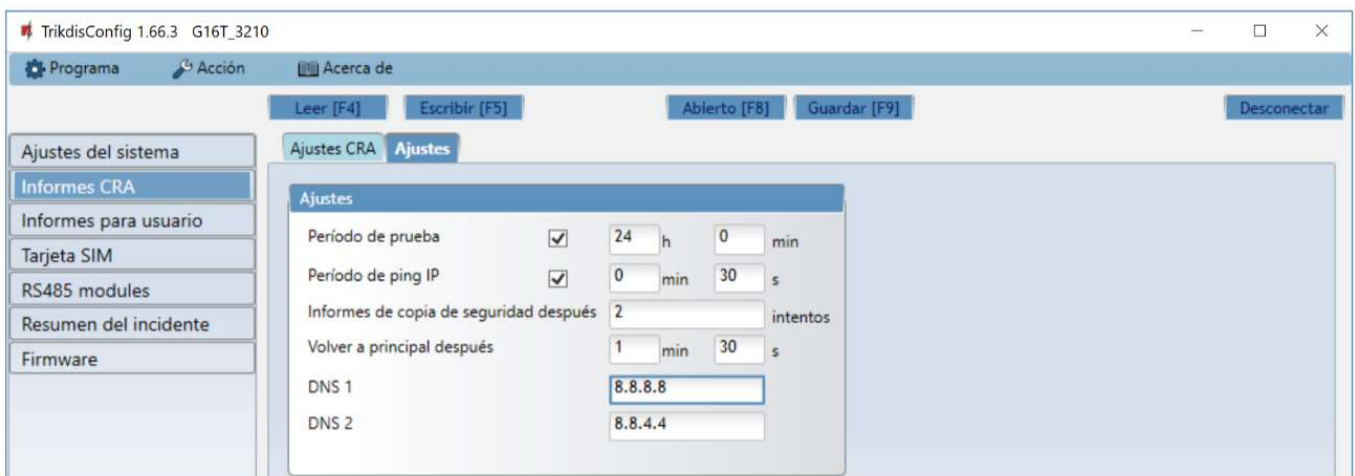 TrikdisConfig 1.66.3 G16T_3210
Programa Acción Acerca de
Leer [F4] Escribir [F5] Abierto [F8] Guardar [F9] Desconectar
Ajustes del sistema
Informes CRA
Informes para usuario
Tarjeta SIM
RS485 modules
Resumen del incidente
Firmware
Ajustes CRA Ajustes
Ajustes
Período de prueba 24 h 0 min
Período de ping IP 0 min 30 s
Informes de copia de seguridad después 2 intentos
Volver a principal después 1 min 30 s
DNS 1 8.8.8.8
DNS 2 8.8.4.4